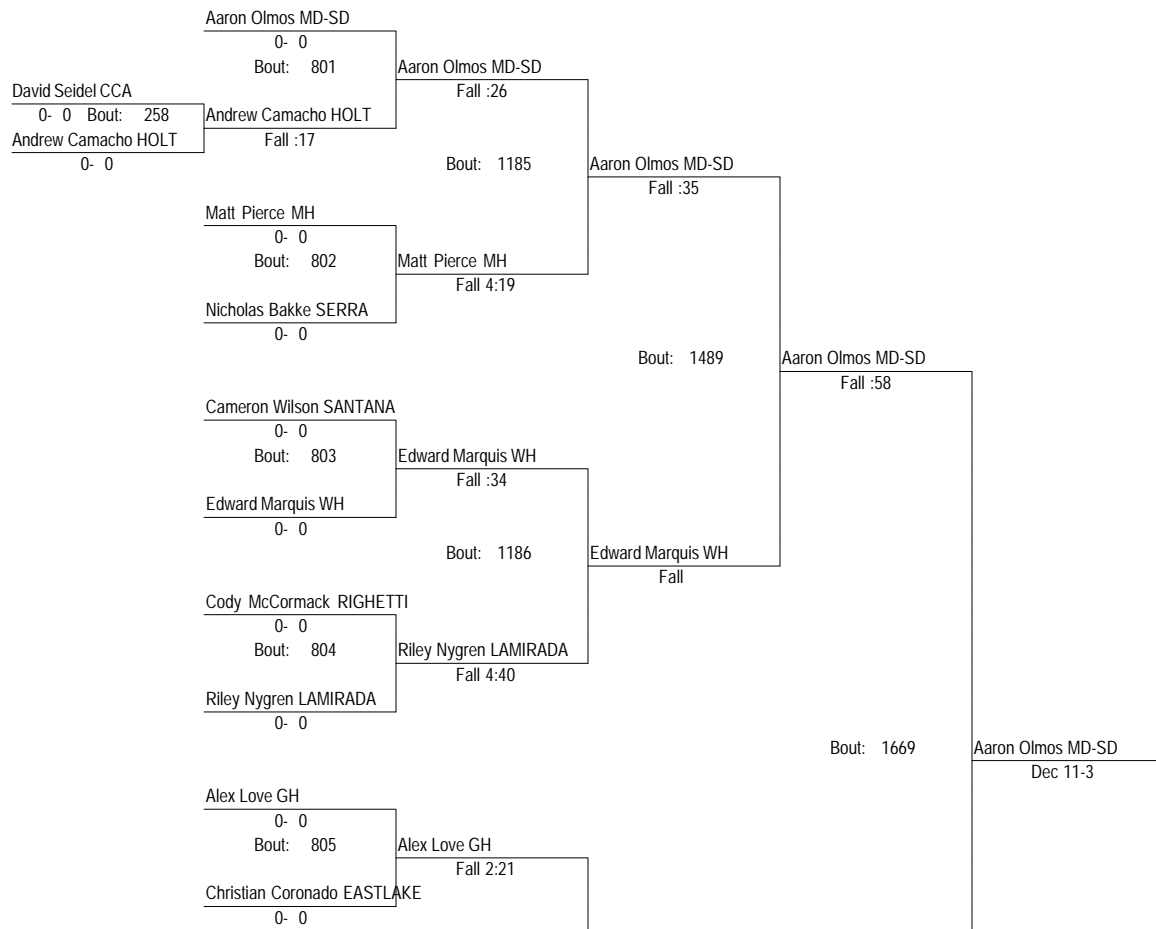 Aaron Olmos MD-SD
0- 0
Bout: 801
Aaron Olmos MD-SD
Fall :26
David Seidel CCA
0- 0 Bout: 258
Andrew Camacho HOLT
0- 0
Andrew Camacho HOLT
Fall :17
Bout: 1185
Aaron Olmos MD-SD
Fall :35
Matt Pierce MH
0- 0
Bout: 802
Matt Pierce MH
Fall 4:19
Nicholas Bakke SERRA
0- 0
Bout: 1489
Aaron Olmos MD-SD
Fall :58
Cameron Wilson SANTANA
0- 0
Bout: 803
Edward Marquis WH
Fall :34
Edward Marquis WH
0- 0
Bout: 1186
Edward Marquis WH
Fall
Cody McCormack RIGHETTI
0- 0
Bout: 804
Riley Nygren LAMIRADA
Fall 4:40
Riley Nygren LAMIRADA
0- 0
Bout: 1669
Aaron Olmos MD-SD
Dec 11-3
Alex Love GH
0- 0
Bout: 805
Alex Love GH
Fall 2:21
Christian Coronado EASTLAKE
0- 0